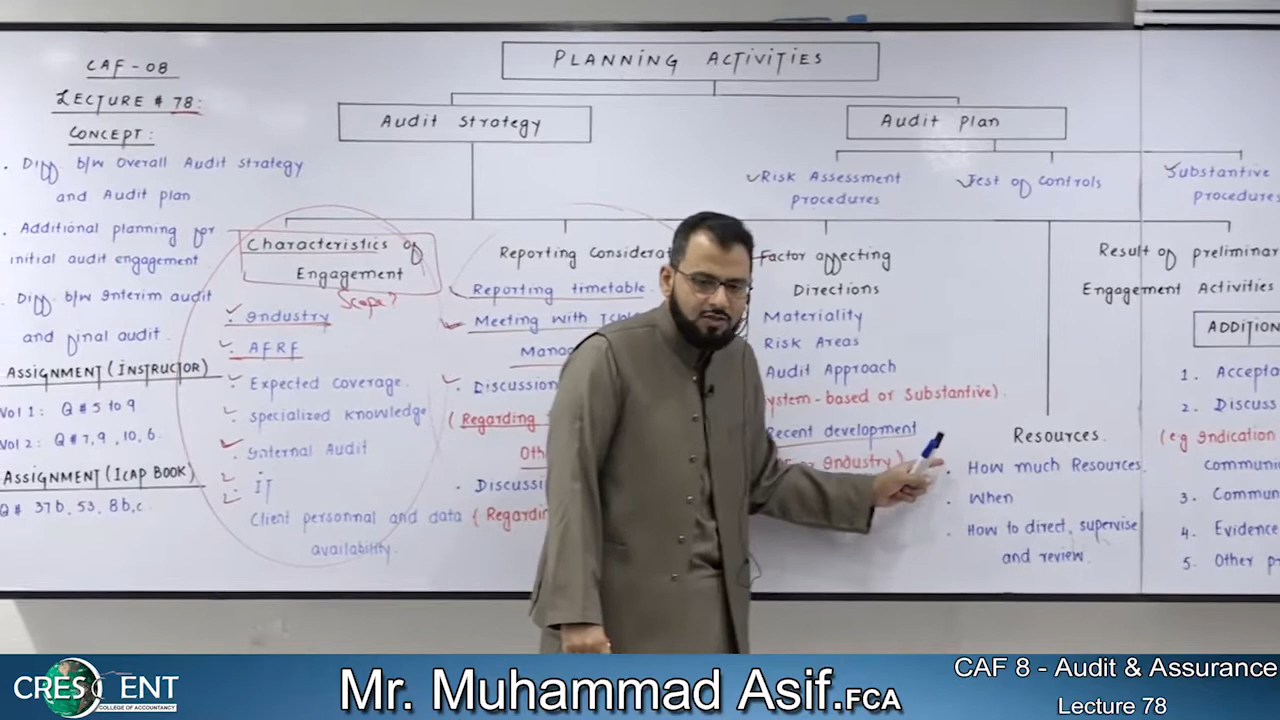 CAF - 08
LECTURE # 78:
CONCEPT:
. Diff. b/w Overall Audit strategy
and Audit plan
. Additional planning for
initial audit engagement
. Diff b/w Interim audit
and final audit.
ASSIGNMENT (INSTRUCTOR)
Vol 1: Q # 5 to 9
Vol 2: Q # 7, 9, 10, 6.
ASSIGNMENT (ICAP BOOK)
Q # 37b, 53, 8b,c.
PLANNING ACTIVITIES
Audit strategy
Audit plan
Risk Assessment
procedures
Test of controls
Substantive
procedures
Characteristics of
Engagement
Scope?
Industry
AFRF
Expected coverage.
Specialized knowledge
Internal Audit
IT
Client personnal and data
availability.
Reporting
Reporting timetable.
Meeting with
Discussion
(Regarding
. Discussi
(Regardin
Factor affecting
Directions
Materiality
Risk Areas
Audit Approach
System-based or Substantive).
Recent development
Industry)
Resources.
. How much Resources.
. When
. How to direct, supervise
and review.
Result of preliminar
Engagement Activities
ADDITION
1. Accepta
2. Discuss
(eg Indication
communi
3. Commun
4. Evidence
5. Other p
CRESCENT
COLLEGE OF ACCOUNTANCY
Mr. Muhammad Asif.FCA
CAF 8 - Audit & Assurance
Lecture 78